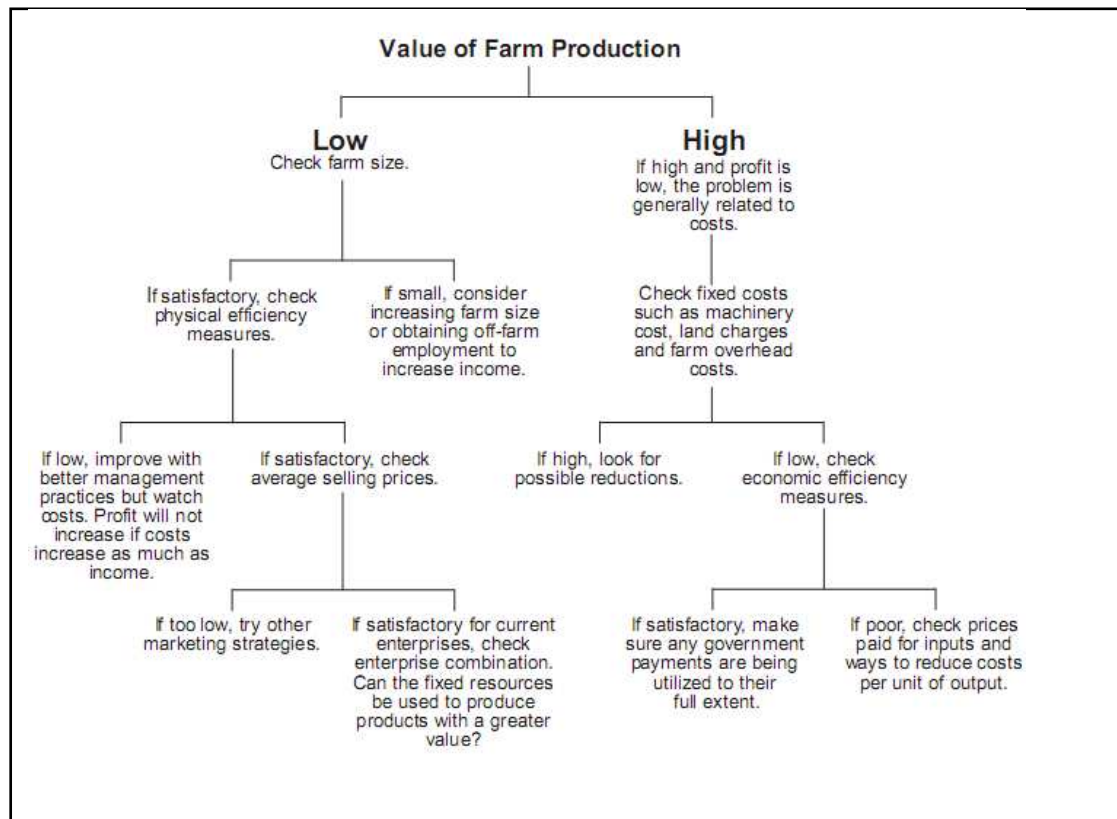 Value of Farm Production
Low
Check farm size.
High
If high and profit is
low, the problem is
generally related to
costs.
If satisfactory, check
physical efficiency
measures.
If small, consider
increasing farm size
or obtaining off-farm
employment to
increase income.
Check fixed costs
such as machinery
cost, land charges
and farm overhead
costs.
If low, improve with
better management
practices but watch
costs. Profit will not
increase if costs
increase as much as
income.
If satisfactory, check
average selling prices.
If high, look for
possible reductions.
If low, check
economic efficiency
measures.
If too low, try other
marketing strategies.
If satisfactory for current
enterprises, check
enterprise combination.
Can the fixed resources
be used to produce
products with a greater
value?
If satisfactory, make
sure any government
payments are being
utilized to their
full extent.
If poor, check prices
paid for inputs and
ways to reduce costs
per unit of output.